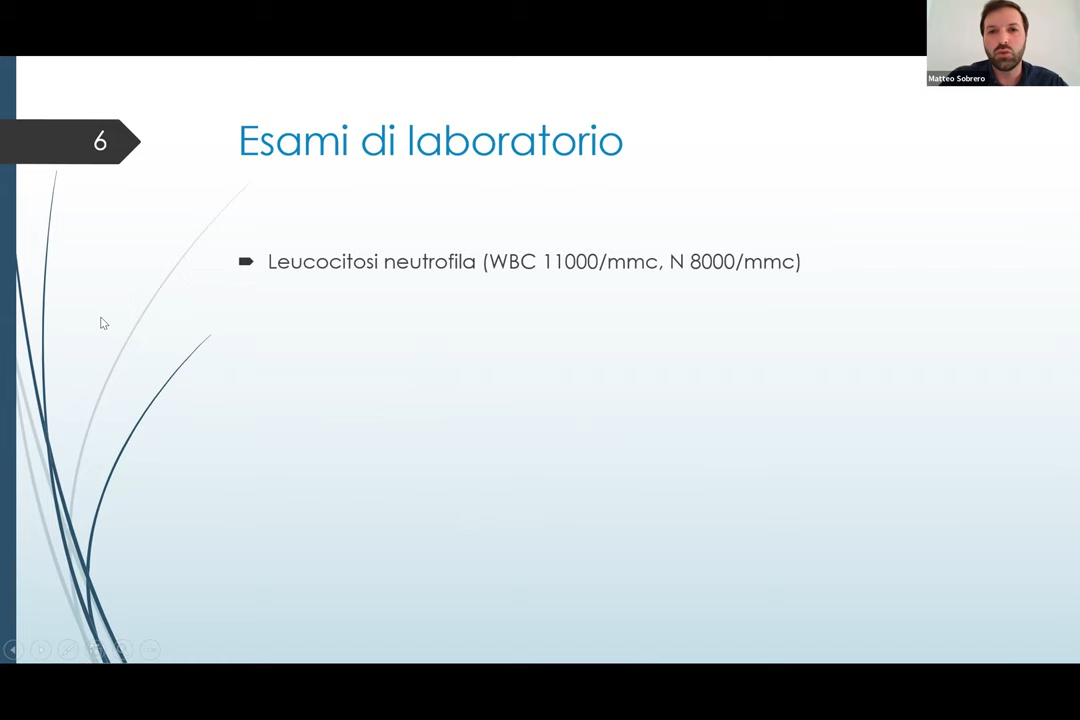 Matteo Sobrero
6
Esami di laboratorio
Leucocitosi neutrofila (WBC 11000/mmc, N 8000/mmc)